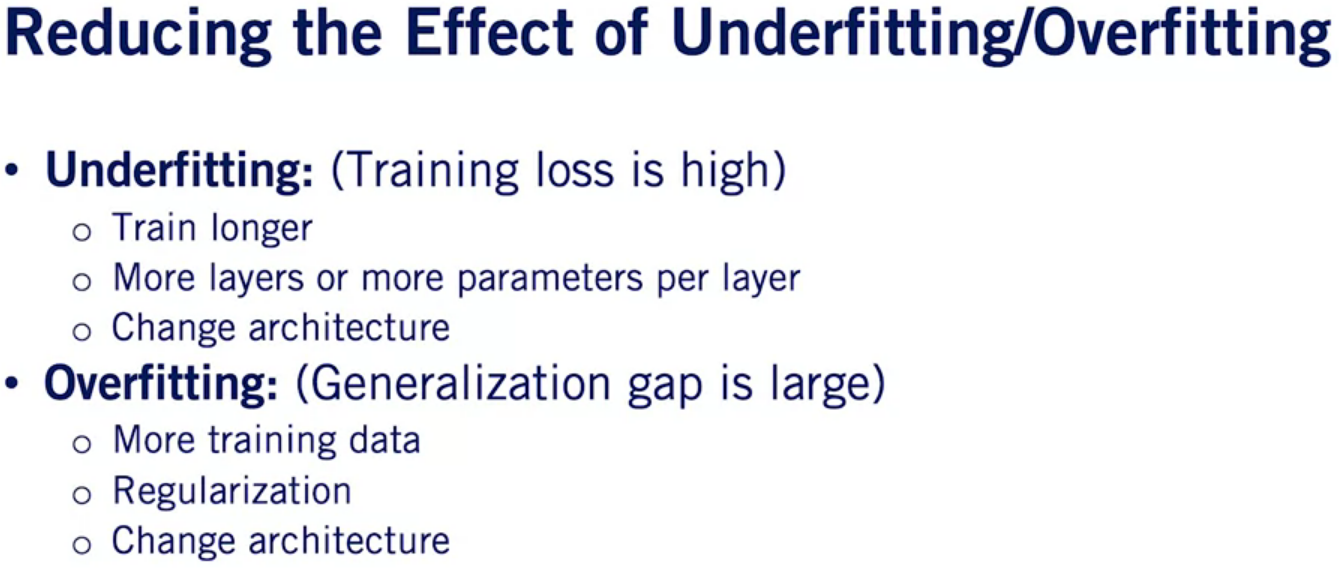 Reducing the Effect of Underfitting/Overfitting
• Underfitting: (Training loss is high)
o Train longer
o More layers or more parameters per layer
o Change architecture
• Overfitting: (Generalization gap is large)
o More training data
o Regularization
o Change architecture